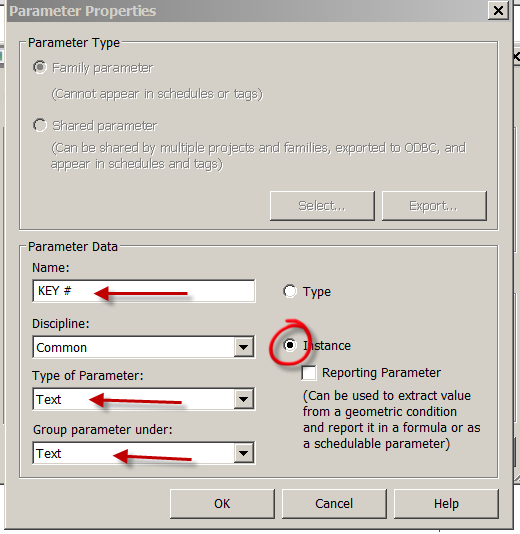 Parameter Properties
Parameter Type
Family parameter
(Cannot appear in schedules or tags)
Shared parameter
(Can be shared by multiple projects and families, exported to ODBC, and
appear in schedules and tags)
Select...
Export...
Parameter Data
Name:
KEY #
Type
Discipline:
Common
Instance
Type of Parameter:
Reporting Parameter
Text
(Can be used to extract value
from a geometric condition
and report it in a formula or as
a schedulable parameter)
Group parameter under:
Text
OK
Cancel
Help